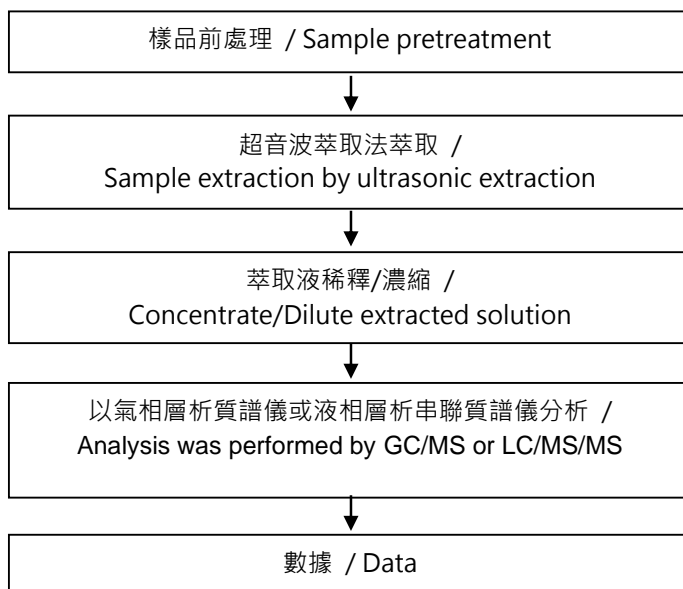 樣品前處理 / Sample pretreatment
超音波萃取法萃取 /
Sample extraction by ultrasonic extraction
萃取液稀釋/濃縮 /
Concentrate/Dilute extracted solution
以氣相層析質譜儀或液相層析串聯質譜儀分析 /
Analysis was performed by GC/MS or LC/MS/MS
數據 / Data